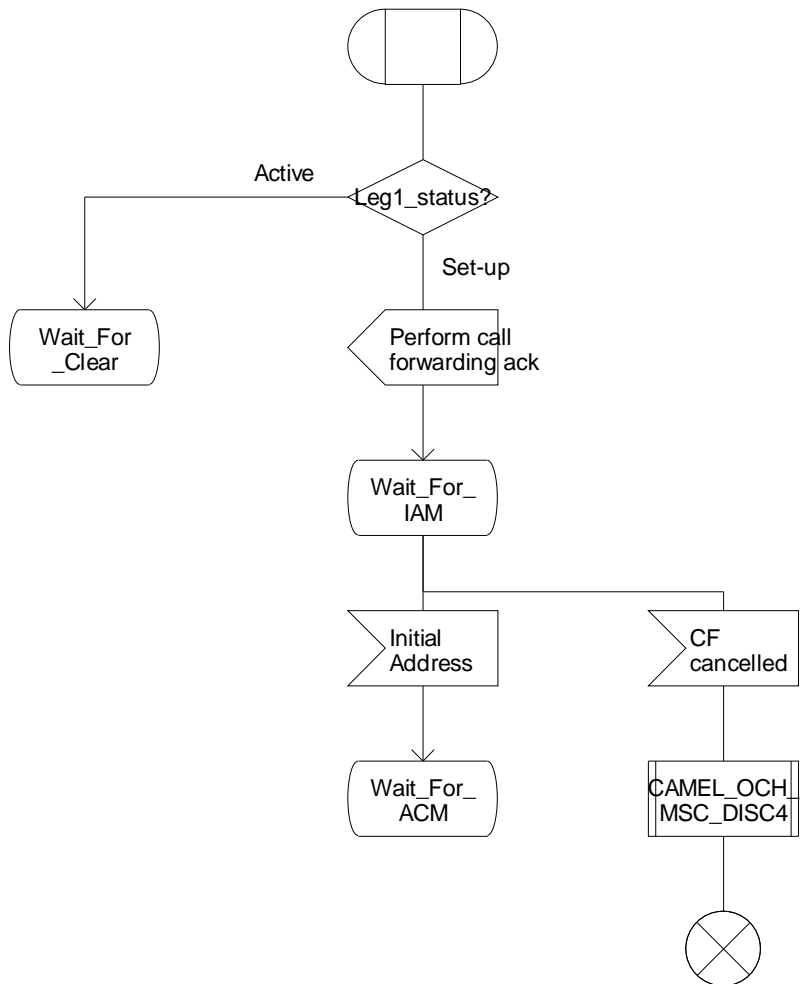 Active
Leg1_status?
Set-up
Wait_For
_Clear
Perform call
forwarding ack
Wait_For_
IAM
Initial
Address
CF
cancelled
Wait_For_
ACM
CAMEL_OCH_
MSC_DISC4